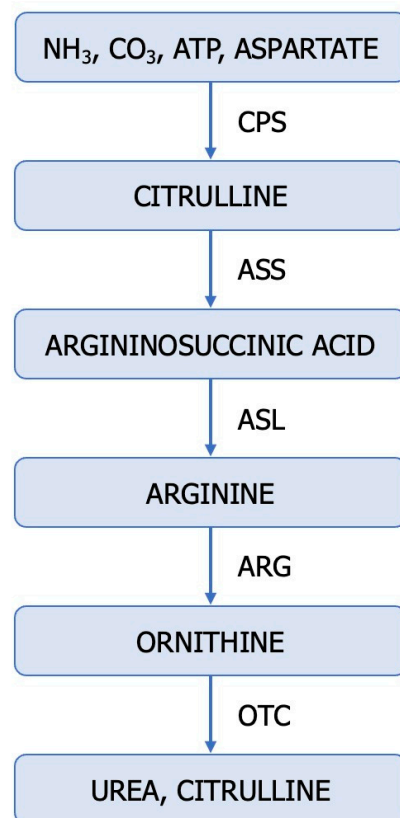 NH₃, CO₃, ATP, ASPARTATE
CPS
CITRULLINE
ASS
ARGININOSUCCINIC ACID
ASL
ARGININE
ARG
ORNITHINE
OTC
UREA, CITRULLINE